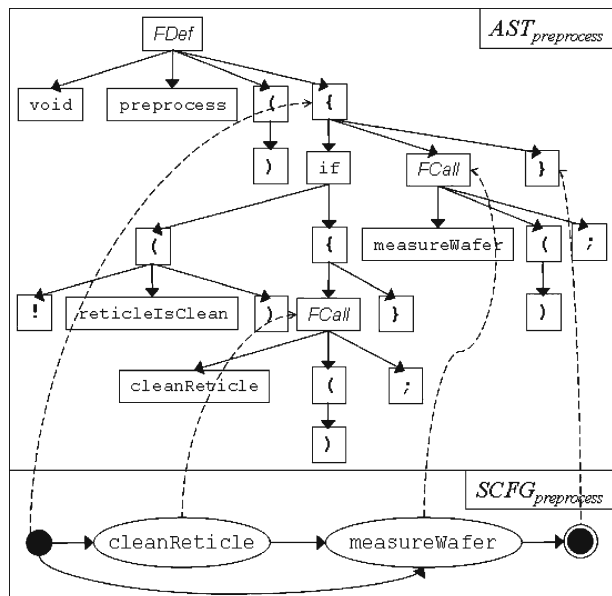 FDef
AST_preprocess
void preprocess ( {
) if FCall }
( { measureWafer ( ;
! reticleIsClean ) FCall } )
cleanReticle ( ;
)
SCFG_preprocess
cleanReticle measureWafer